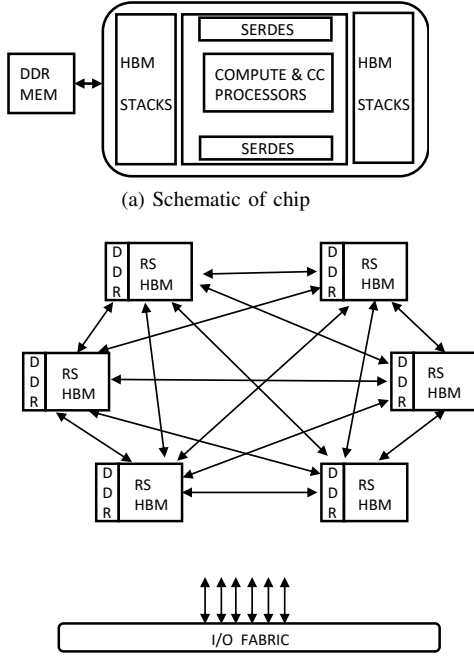 SERDES
DDR
MEM
HBM
STACKS
COMPUTE & CC
PROCESSORS
HBM
STACKS
SERDES
(a) Schematic of chip
D
D
R
RS
HBM
D
D
R
RS
HBM
D
D
R
RS
HBM
D
D
R
RS
HBM
D
D
R
RS
HBM
D
D
R
RS
HBM
I/O FABRIC